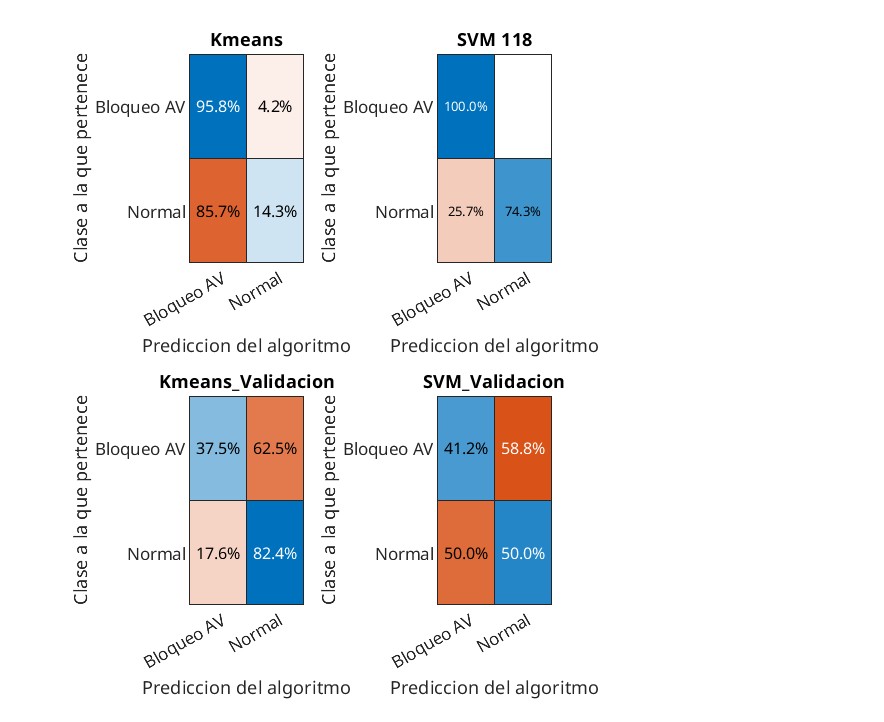 Kmeans
Clase a la que pertenece
Bloqueo AV
95.8%
4.2%
Normal
85.7%
14.3%
Bloqueo AV
Normal
Prediccion del algoritmo
SVM 118
Clase a la que pertenece
Bloqueo AV
100.0%
Normal
25.7%
74.3%
Bloqueo AV
Normal
Prediccion del algoritmo
Kmeans_Validacion
Clase a la que pertenece
Bloqueo AV
37.5%
62.5%
Normal
17.6%
82.4%
Bloqueo AV
Normal
Prediccion del algoritmo
SVM_Validacion
Clase a la que pertenece
Bloqueo AV
41.2%
58.8%
Normal
50.0%
50.0%
Bloqueo AV
Normal
Prediccion del algoritmo